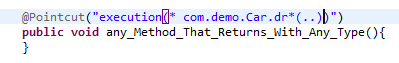 @Pointcut("execution(* com.demo.Car.dr*(..))")
public void any_Method_That_Returns_With_Any_Type(){
}